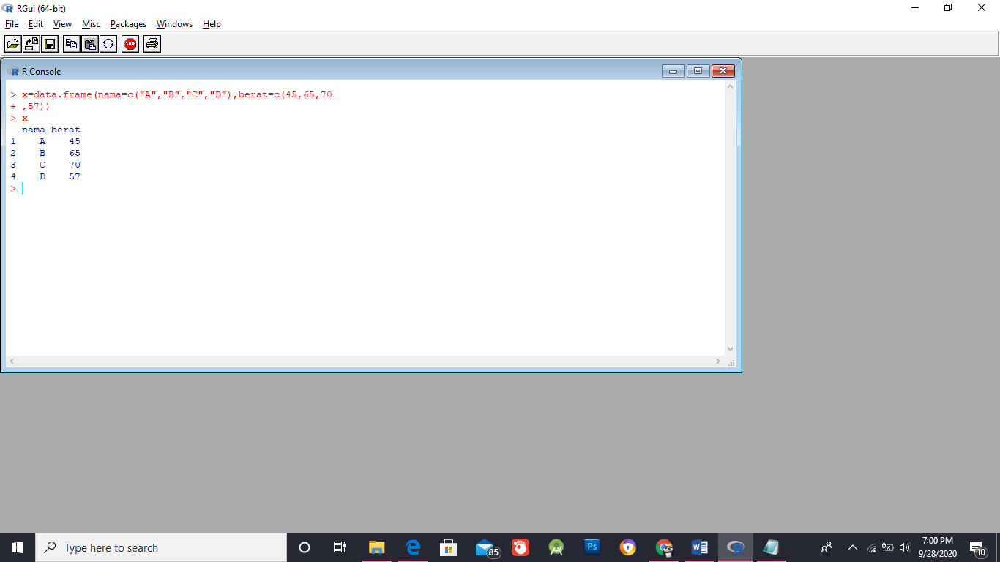 RGui (64-bit)
File Edit View Misc Packages Windows Help
STOP
R Console
> x=data.frame(nama=c("A","B","C","D"),berat=c(45,65,70
+ ,57))
> x
  nama berat
1    A    45
2    B    65
3    C    70
4    D    57
>
Type here to search
85
Ps
7:00 PM
9/28/2020
10